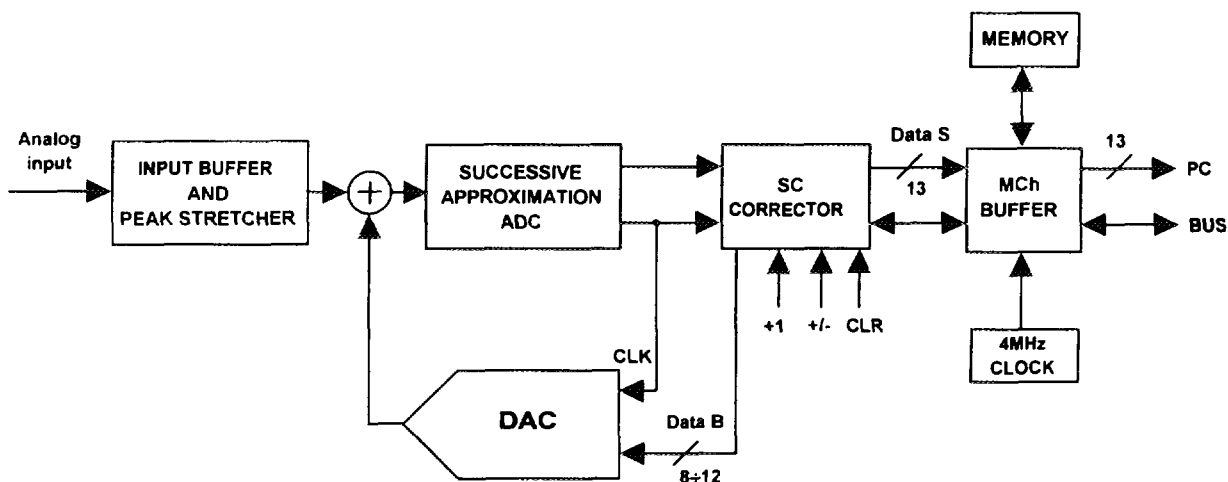 MEMORY
Analog
input
INPUT BUFFER
AND
PEAK STRETCHER
+
SUCCESSIVE
APPROXIMATION
ADC
SC
CORRECTOR
Data S
13
MCh
BUFFER
13
PC
BUS
+1
+/-
CLR
4MHz
CLOCK
CLK
DAC
Data B
8÷12